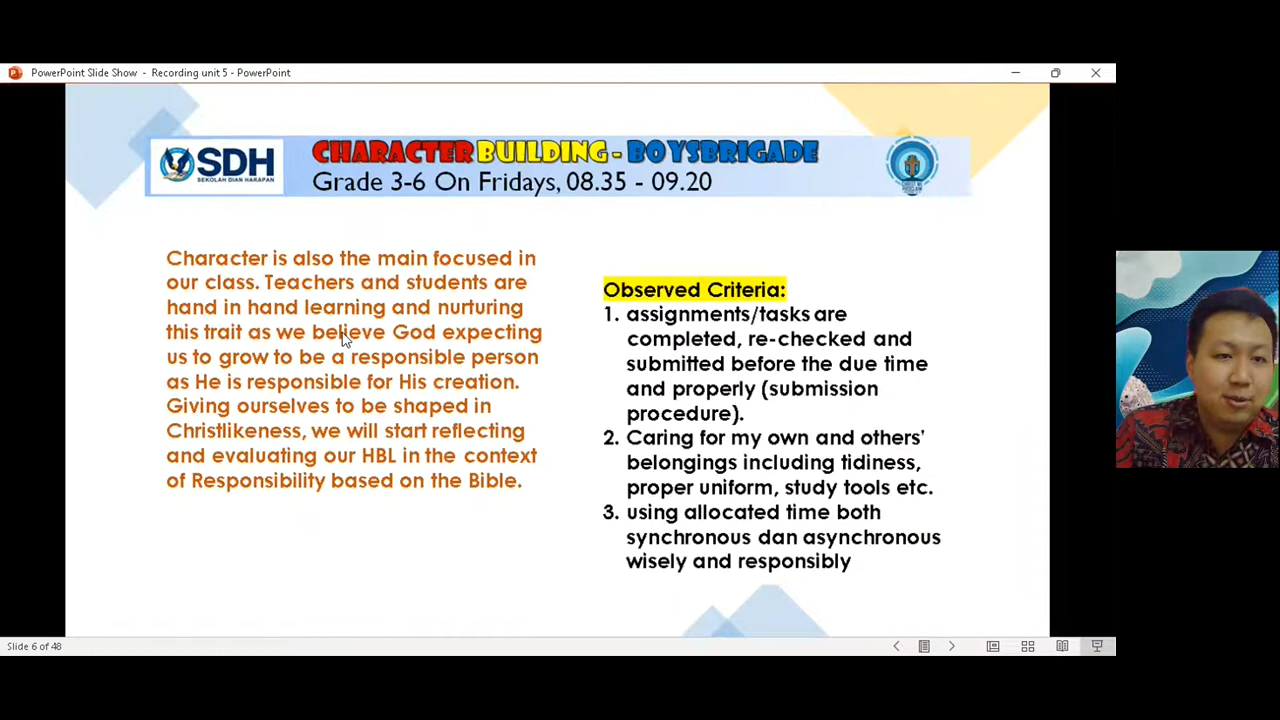 PowerPoint Slide Show - Recording unit 5 - PowerPoint
SDH
SEKOLAH DIAN HARAPAN
CHARACTER BUILDING - BOYSBRIGADE
Grade 3-6 On Fridays, 08.35 - 09.20
Character is also the main focused in
our class. Teachers and students are
hand in hand learning and nurturing
this trait as we believe God expecting
us to grow to be a responsible person
as He is responsible for His creation.
Giving ourselves to be shaped in
Christlikeness, we will start reflecting
and evaluating our HBL in the context
of Responsibility based on the Bible.
Observed Criteria:
1. assignments/tasks are
completed, re-checked and
submitted before the due time
and properly (submission
procedure).
2. Caring for my own and others'
belongings including tidiness,
proper uniform, study tools etc.
3. using allocated time both
synchronous dan asynchronous
wisely and responsibly
Slide 6 of 48